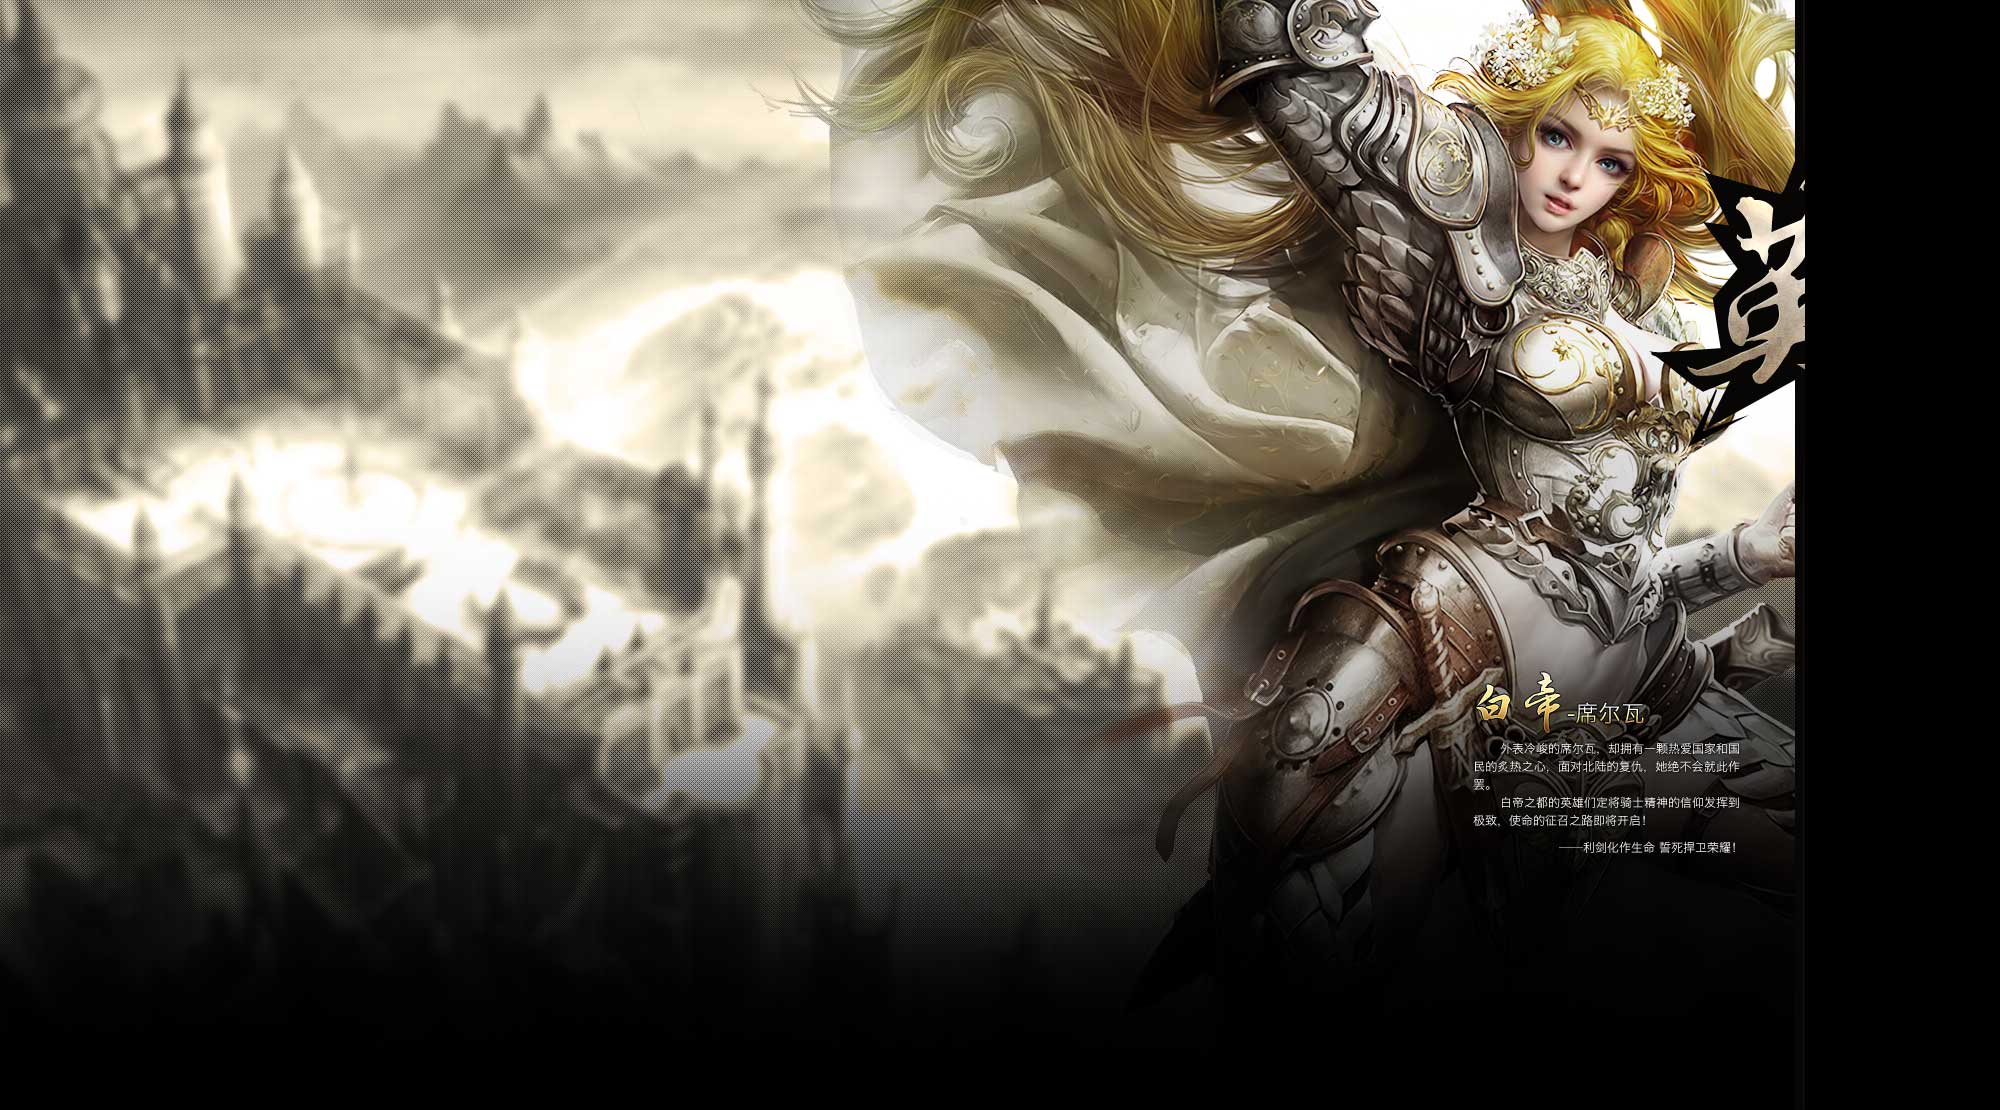 英
白帝-席尔瓦
外表冷峻的席尔瓦，却拥有一颗热爱国家和国
民的炙热之心，面对北陆的复仇，她绝不会就此作
罢。
白帝之都的英雄们定将骑士精神的信仰发挥到
极致，使命的征召之路即将开启！
——利剑化作生命 誓死捍卫荣耀！